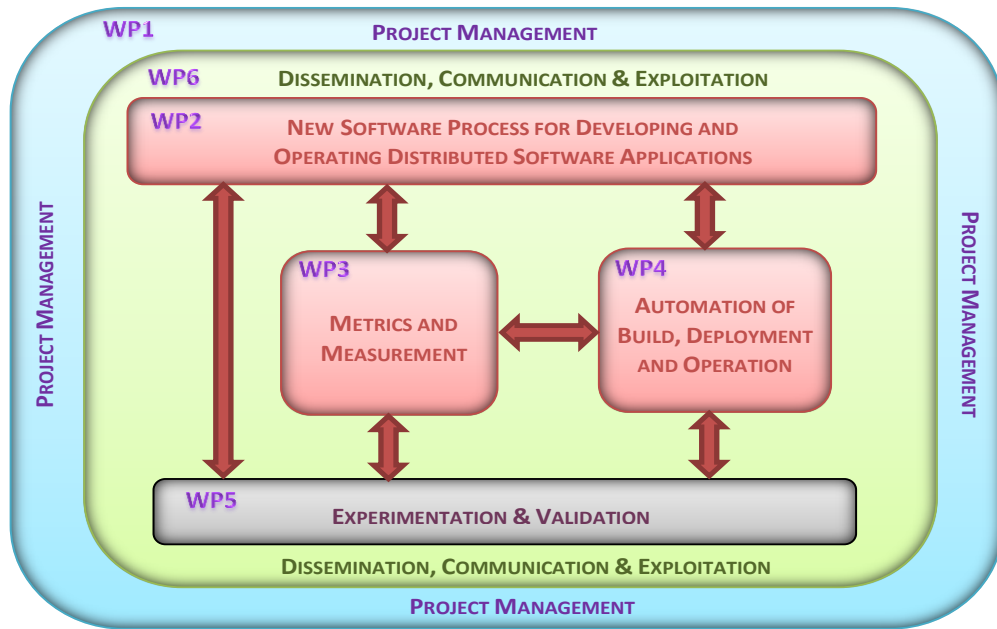 WP1
PROJECT MANAGEMENT
WP6
DISSEMINATION, COMMUNICATION & EXPLOITATION
WP2
NEW SOFTWARE PROCESS FOR DEVELOPING AND
OPERATING DISTRIBUTED SOFTWARE APPLICATIONS
PROJECT MANAGEMENT
PROJECT MANAGEMENT
WP3
METRICS AND
MEASUREMENT
WP4
AUTOMATION OF
BUILD, DEPLOYMENT
AND OPERATION
WP5
EXPERIMENTATION & VALIDATION
DISSEMINATION, COMMUNICATION & EXPLOITATION
PROJECT MANAGEMENT